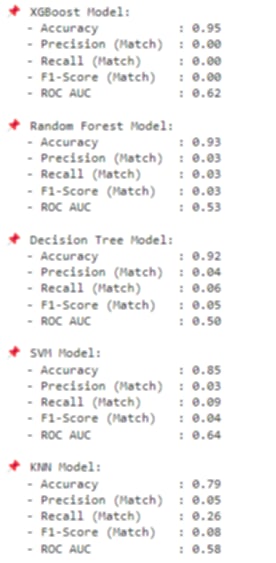 📌 XGBoost Model:
- Accuracy : 0.95
- Precision (Match) : 0.00
- Recall (Match) : 0.00
- F1-Score (Match) : 0.00
- ROC AUC : 0.62
📌 Random Forest Model:
- Accuracy : 0.93
- Precision (Match) : 0.03
- Recall (Match) : 0.03
- F1-Score (Match) : 0.03
- ROC AUC : 0.53
📌 Decision Tree Model:
- Accuracy : 0.92
- Precision (Match) : 0.04
- Recall (Match) : 0.06
- F1-Score (Match) : 0.05
- ROC AUC : 0.50
📌 SVM Model:
- Accuracy : 0.85
- Precision (Match) : 0.03
- Recall (Match) : 0.09
- F1-Score (Match) : 0.04
- ROC AUC : 0.64
📌 KNN Model:
- Accuracy : 0.79
- Precision (Match) : 0.05
- Recall (Match) : 0.26
- F1-Score (Match) : 0.08
- ROC AUC : 0.58